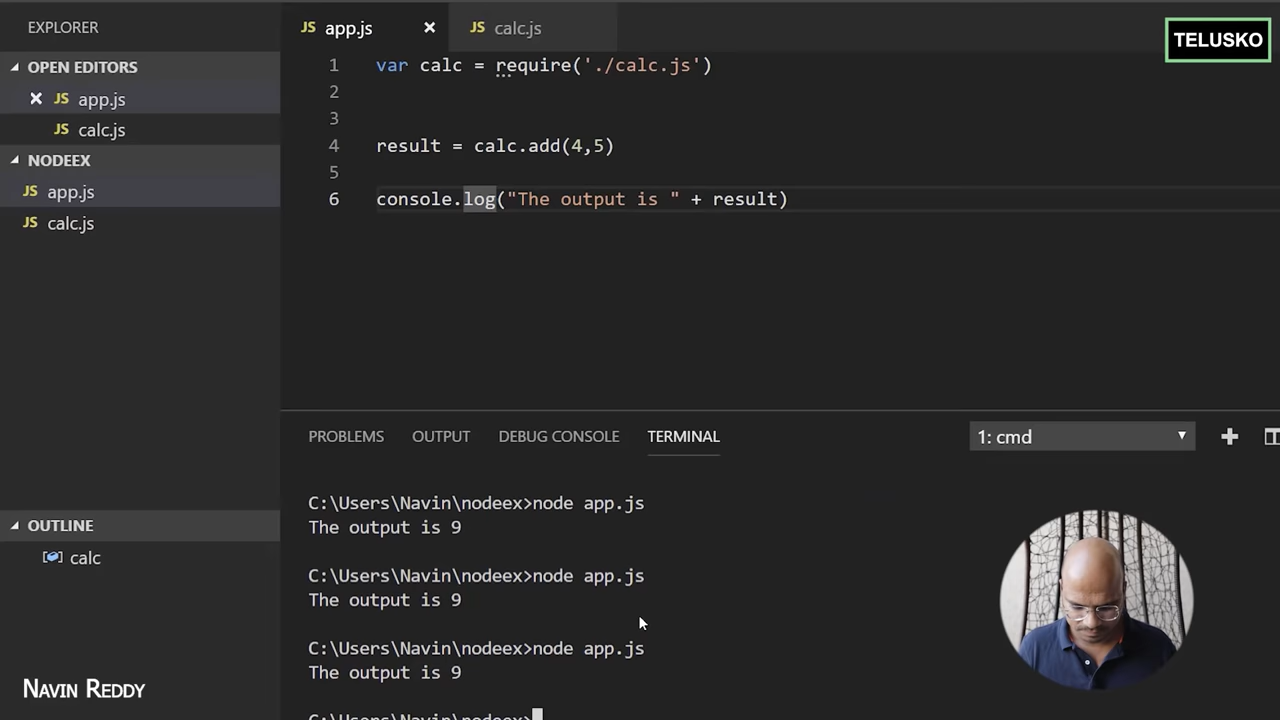 EXPLORER
OPEN EDITORS
JS app.js
JS calc.js
NODEEX
JS app.js
JS calc.js
OUTLINE
calc
NAVIN REDDY
JS app.js
JS calc.js
TELUSKO
1 var calc = require('./calc.js')
2
3
4 result = calc.add(4,5)
5
6 console.log("The output is " + result)
PROBLEMS OUTPUT DEBUG CONSOLE TERMINAL
1: cmd
C:\Users\Navin\nodeex>node app.js
The output is 9
C:\Users\Navin\nodeex>node app.js
The output is 9
C:\Users\Navin\nodeex>node app.js
The output is 9
C:\Users\Navin\nodeex>